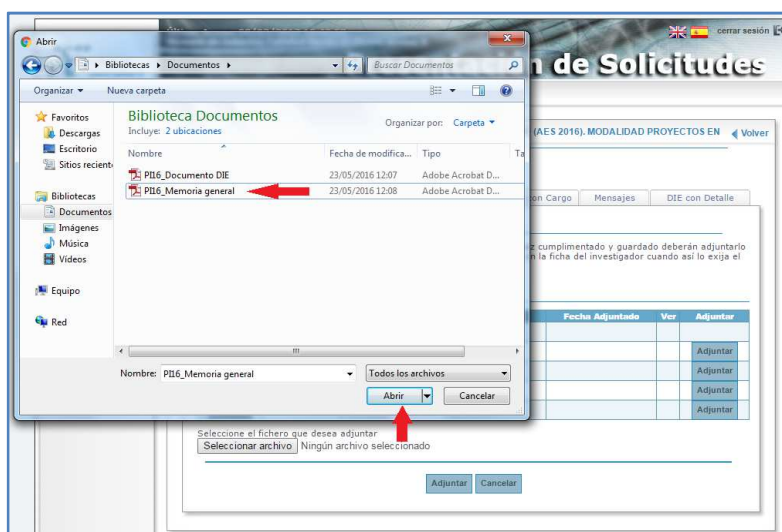 Abrir
cerrar sesión
de Solicitudes
Bibliotecas ▸ Documentos ▸
Buscar Documentos
Organizar
Nueva carpeta
Favoritos
Descargas
Escritorio
Sitios reciente
Bibliotecas
Documentos
Imágenes
Música
Vídeos
Equipo
Red
Biblioteca Documentos
Incluye: 2 ubicaciones
Organizar por: Carpeta
Nombre Fecha de modifica... Tipo Ta
PI16_Documento DIE 23/05/2016 12:07 Adobe Acrobat D...
PI16_Memoria general 23/05/2016 12:08 Adobe Acrobat D...
Nombre: PI16_Memoria general
Todos los archivos
Abrir Cancelar
(AES 2016). MODALIDAD PROYECTOS EN
Volver
on Cargo Mensajes DIE con Detalle
z cumplimentado y guardado deberán adjuntarlo
n la ficha del investigador cuando así lo exija el
Fecha Adjuntado Ver Adjuntar
Adjuntar
Adjuntar
Adjuntar
Adjuntar
Seleccione el fichero que desea adjuntar
Seleccionar archivo Ningún archivo seleccionado
Adjuntar Cancelar